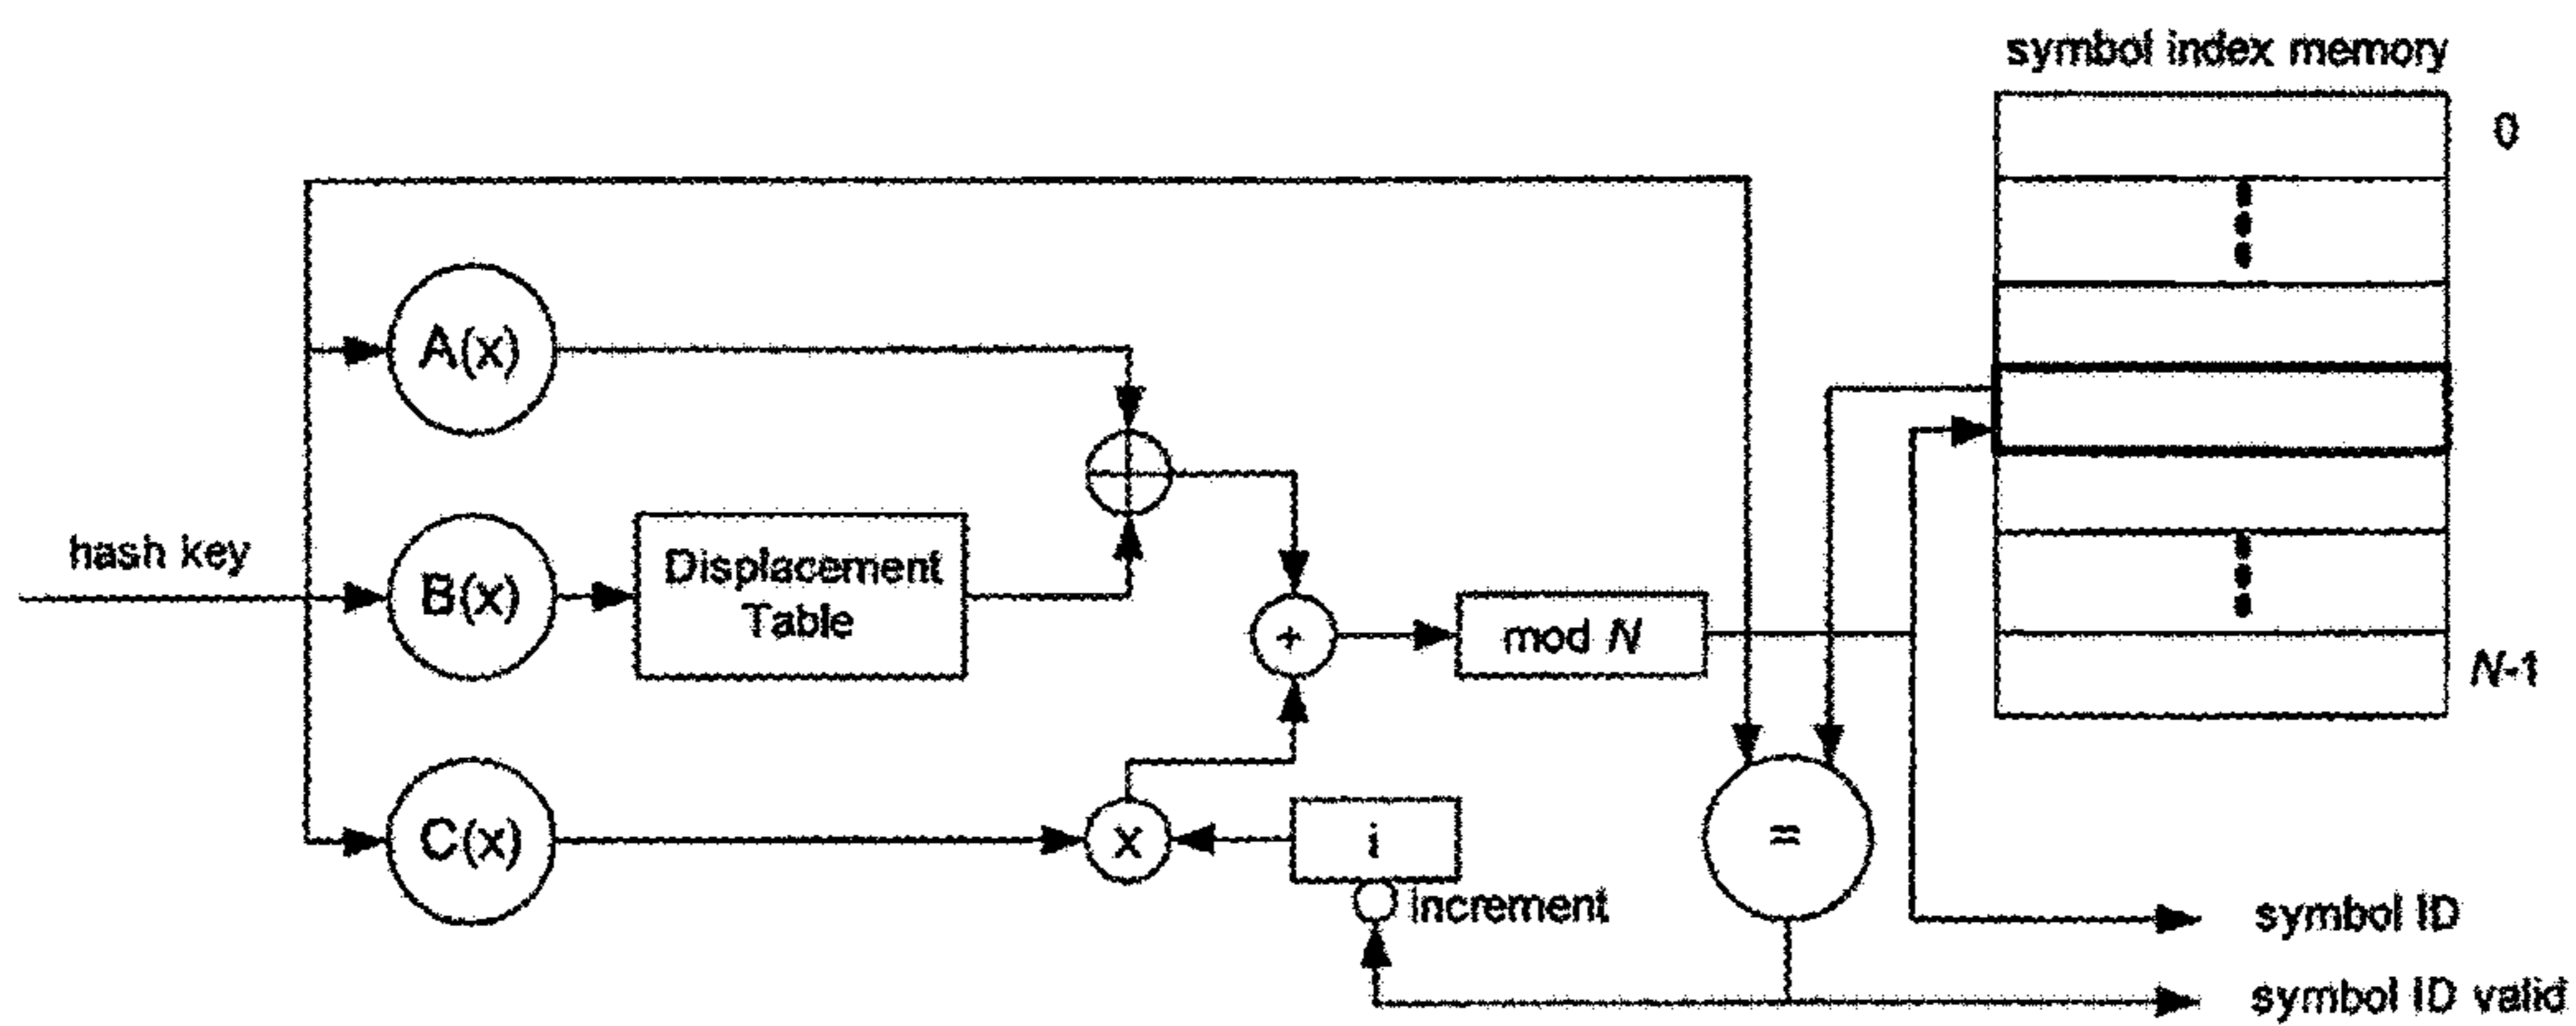 symbol index memory
0
A(x)
hash key
B(x)
Displacement
Table
+
mod N
N-1
C(x)
x
i
=
increment
symbol ID
symbol ID valid